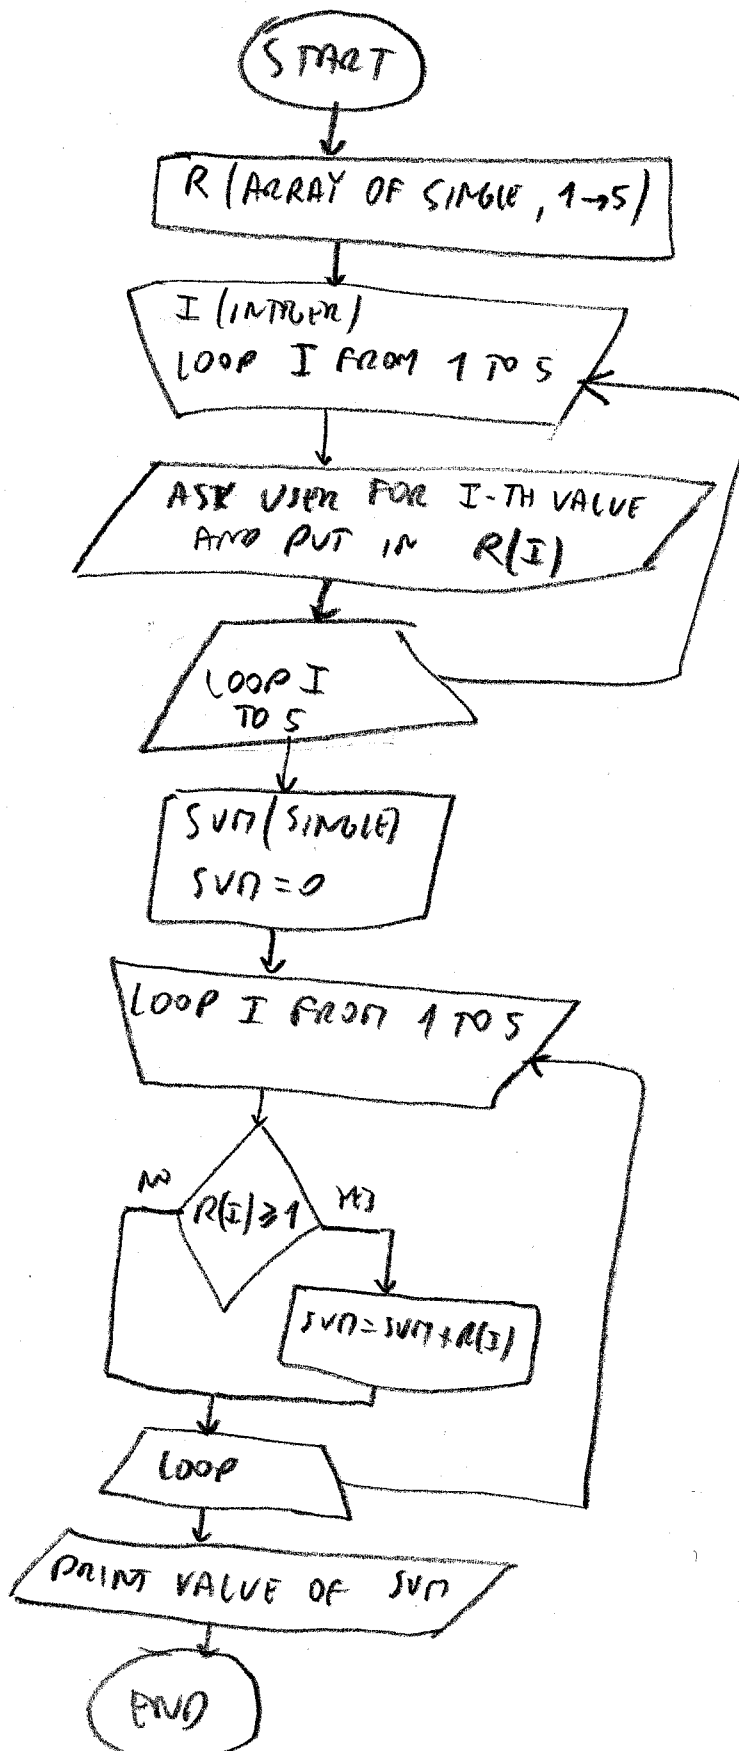 START
R (ARRAY OF SINGLE, 1→5)
I (INTEGER)
LOOP I FROM 1 TO 5
ASK USER FOR I-TH VALUE
AND PUT IN R(I)
LOOP I
TO 5
SUM (SINGLE)
SUM = 0
LOOP I FROM 1 TO 5
NO
R(I) ≥ 1
YES
SUM = SUM + R(I)
LOOP
PRINT VALUE OF SUM
END